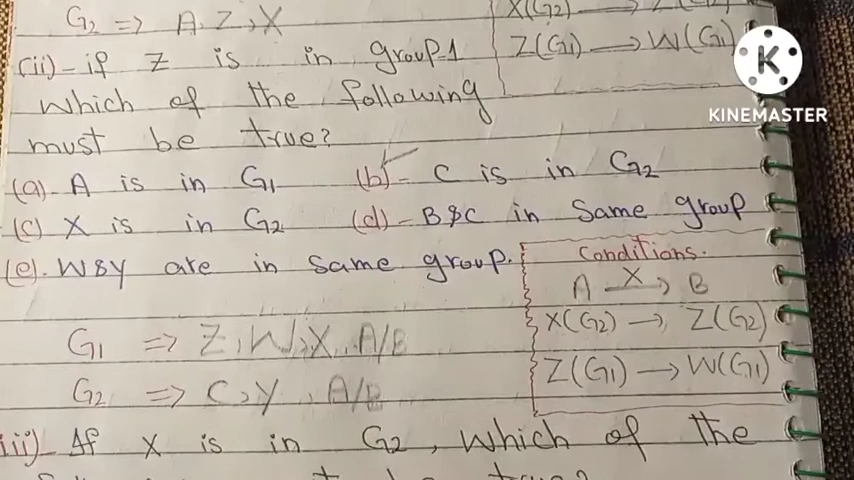 G2 => A, Z, X
X(G2) → Z(G2)
(ii) - if Z is in group-1
Z(G1) → W(G1)
which of the following
must be true?
(a) A is in G1 (b) - C is in G2
(c) X is in G2 (d) - B & C in Same group
(e). W & Y are in Same group.
Conditions.
A -X-> B
X(G2) → Z(G2)
Z(G1) → W(G1)
G1 => Z, W, X, A/B
G2 => C, Y, A/B
iii) If X is in G2, which of the
K
KINEMASTER